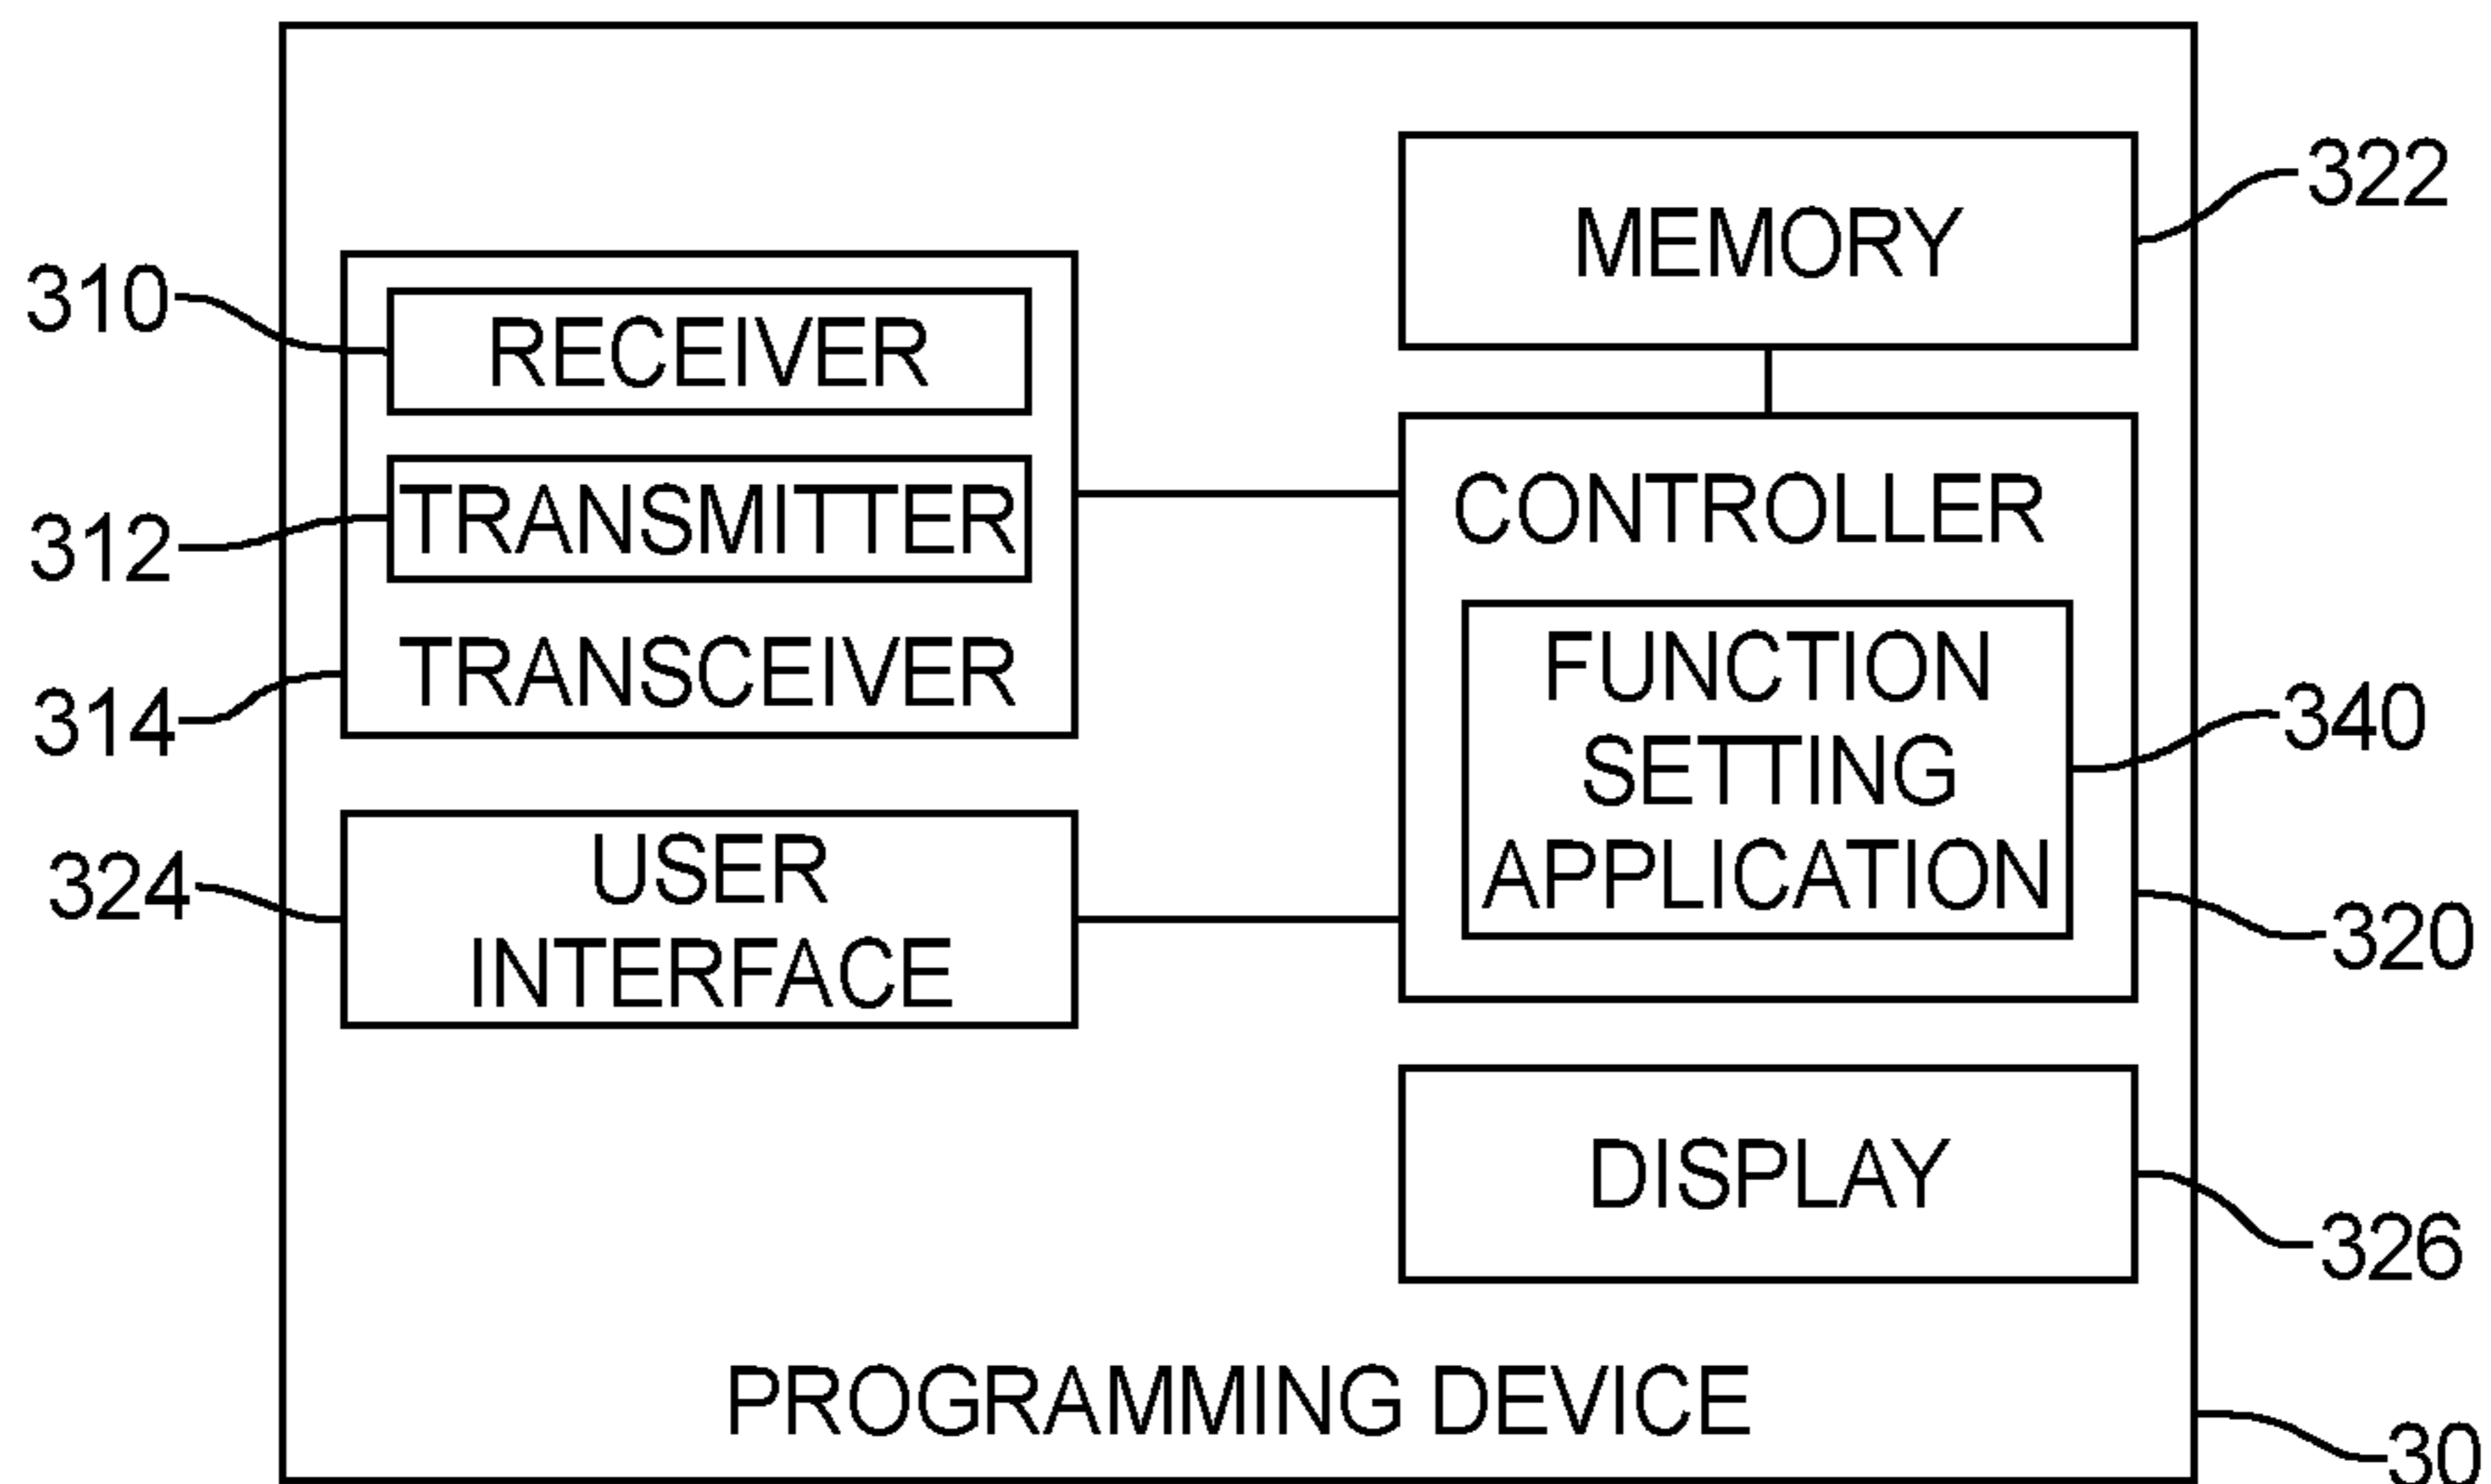 MEMORY
322
310
RECEIVER
312
TRANSMITTER
CONTROLLER
314
TRANSCEIVER
FUNCTION
SETTING
APPLICATION
340
324
USER
INTERFACE
320
DISPLAY
326
PROGRAMMING DEVICE
30